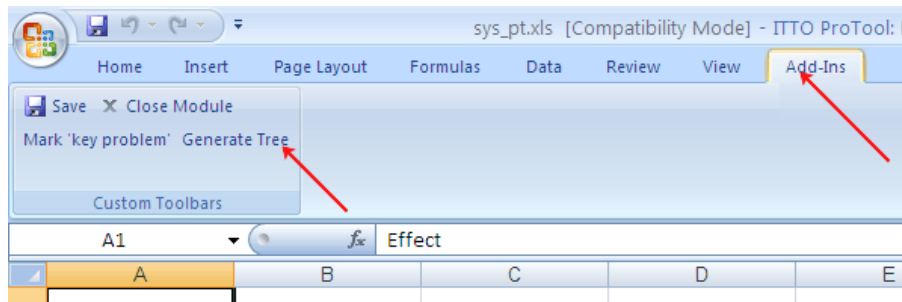 sys_pt.xls [Compatibility Mode] - ITTO ProTool:
Home Insert Page Layout Formulas Data Review View Add-Ins
Save X Close Module
Mark 'key problem' Generate Tree
Custom Toolbars
A1 fx Effect
A B C D E